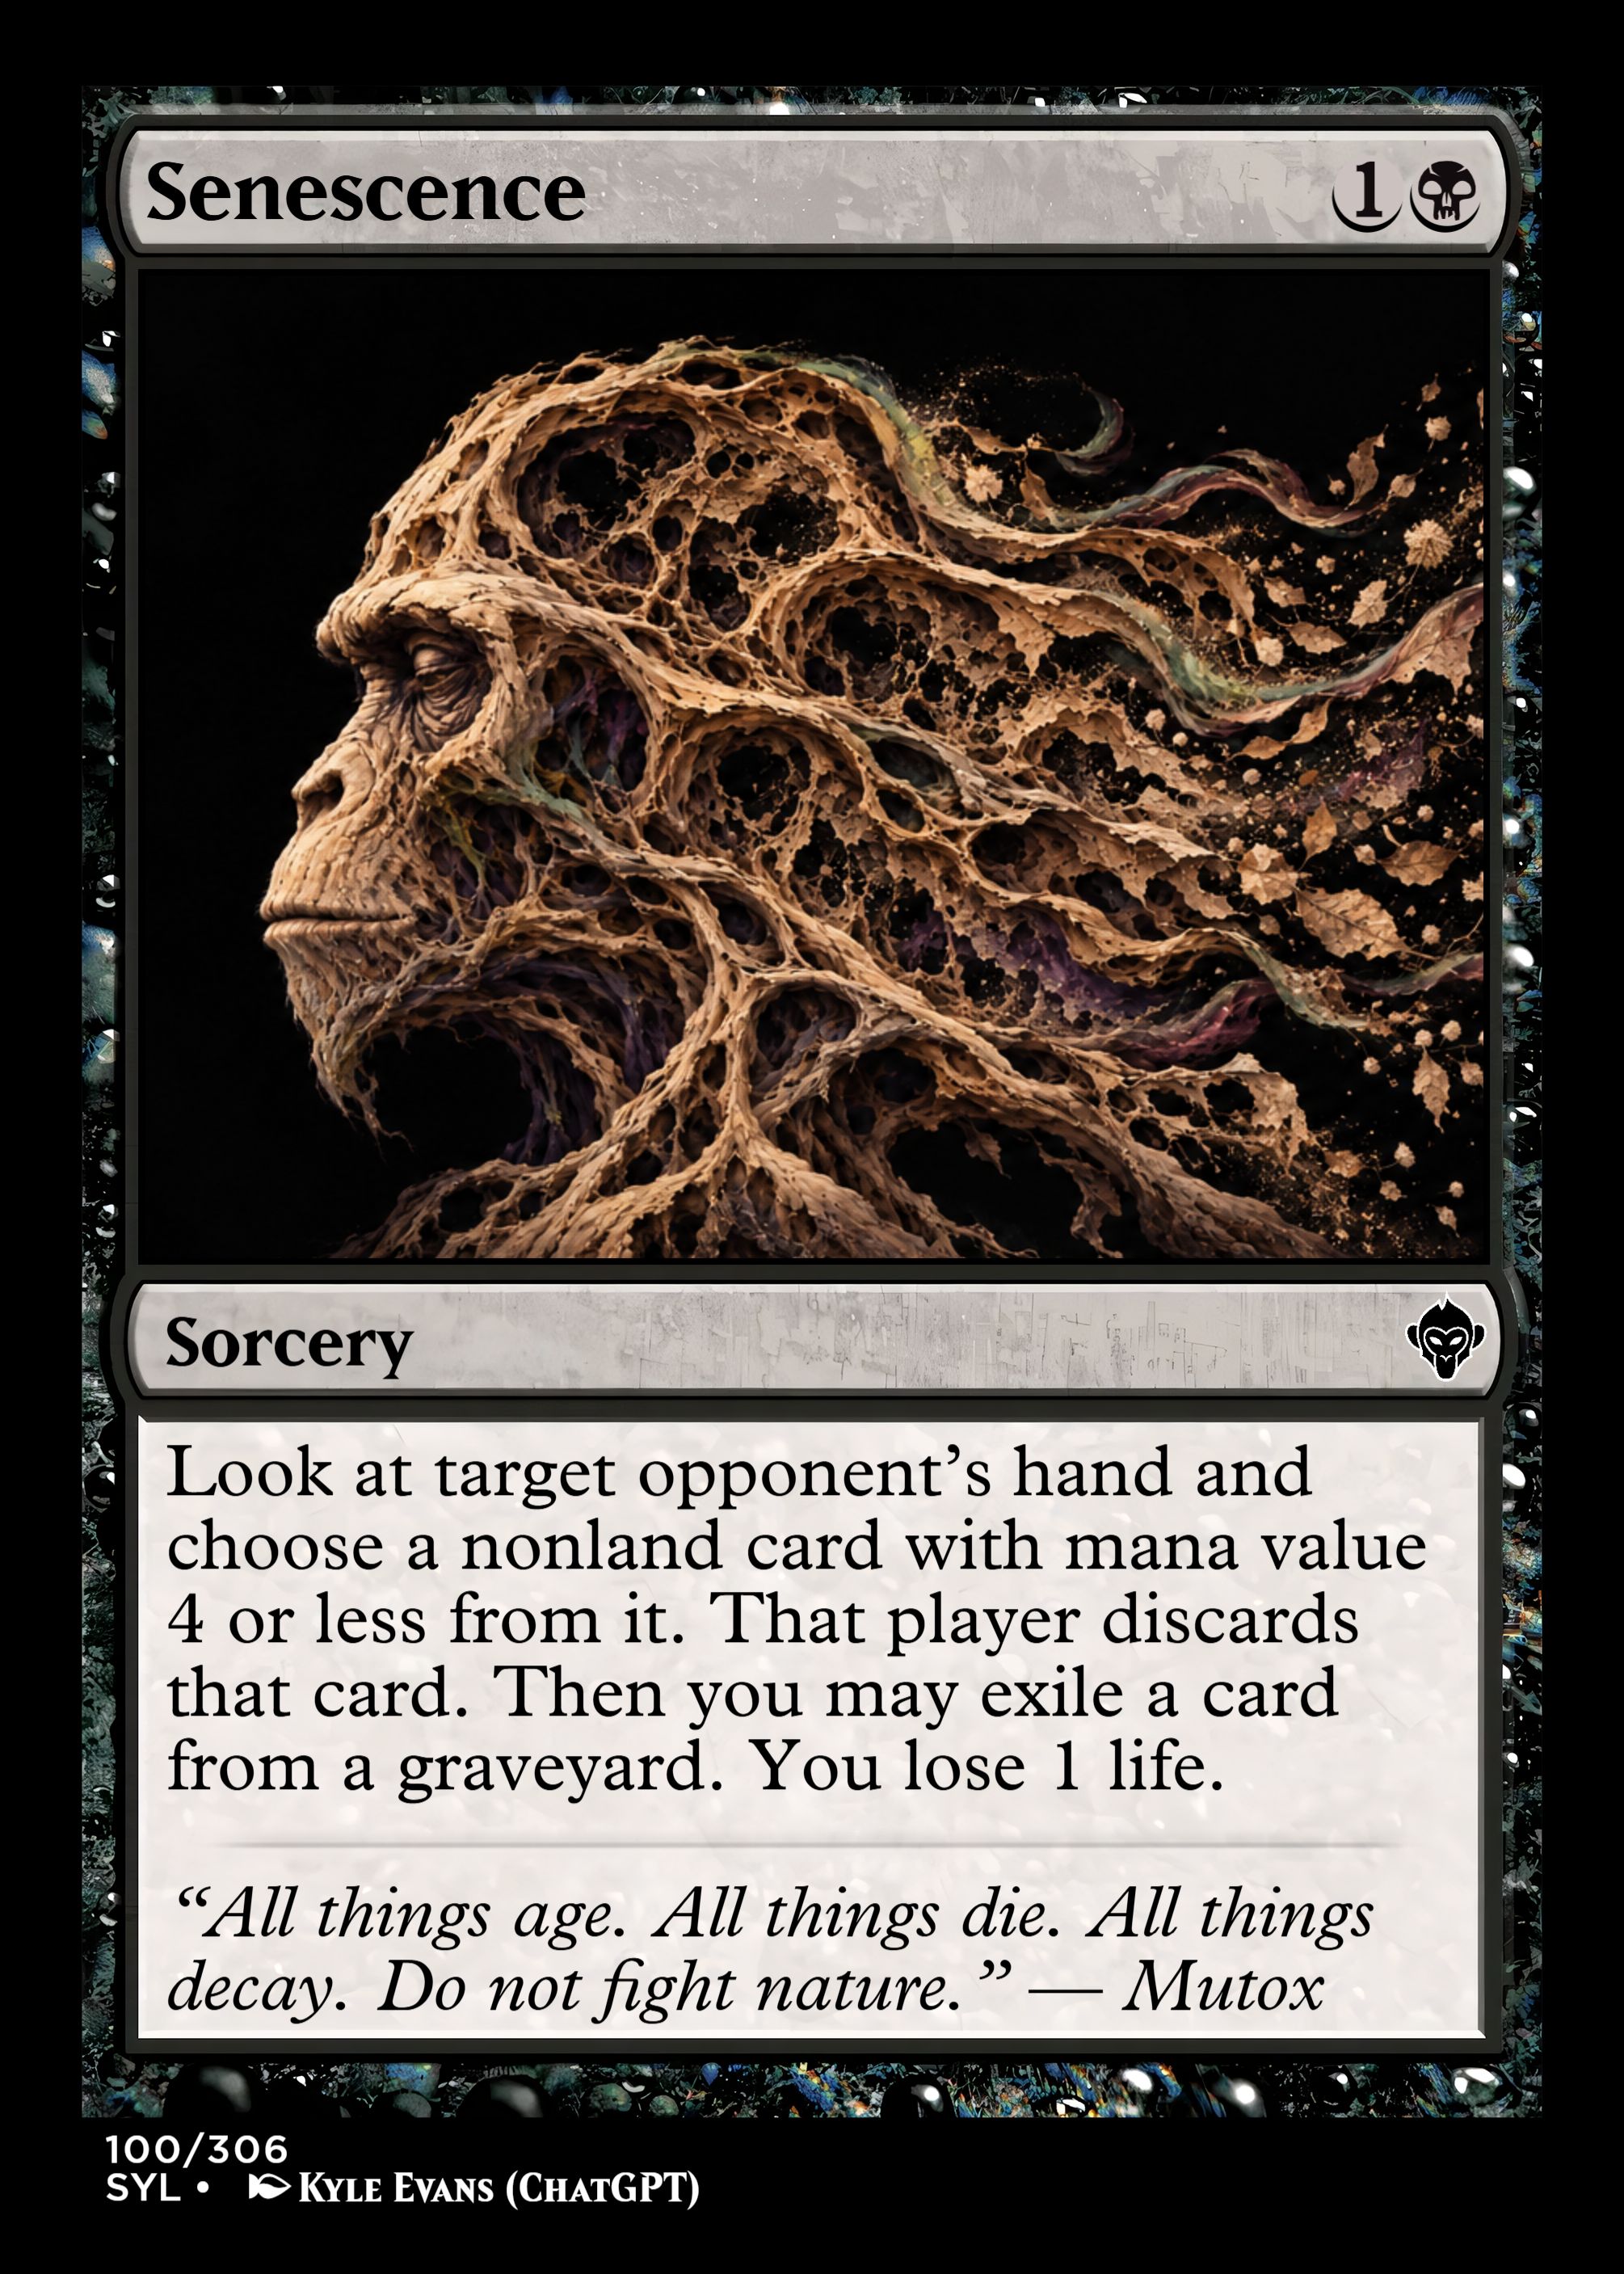 Senescence 1
Sorcery
Look at target opponent’s hand and
choose a nonland card with mana value
4 or less from it. That player discards
that card. Then you may exile a card
from a graveyard. You lose 1 life.
“All things age. All things die. All things
decay. Do not fight nature.” — Mutox
100/306
SYL • Kyle Evans (ChatGPT)